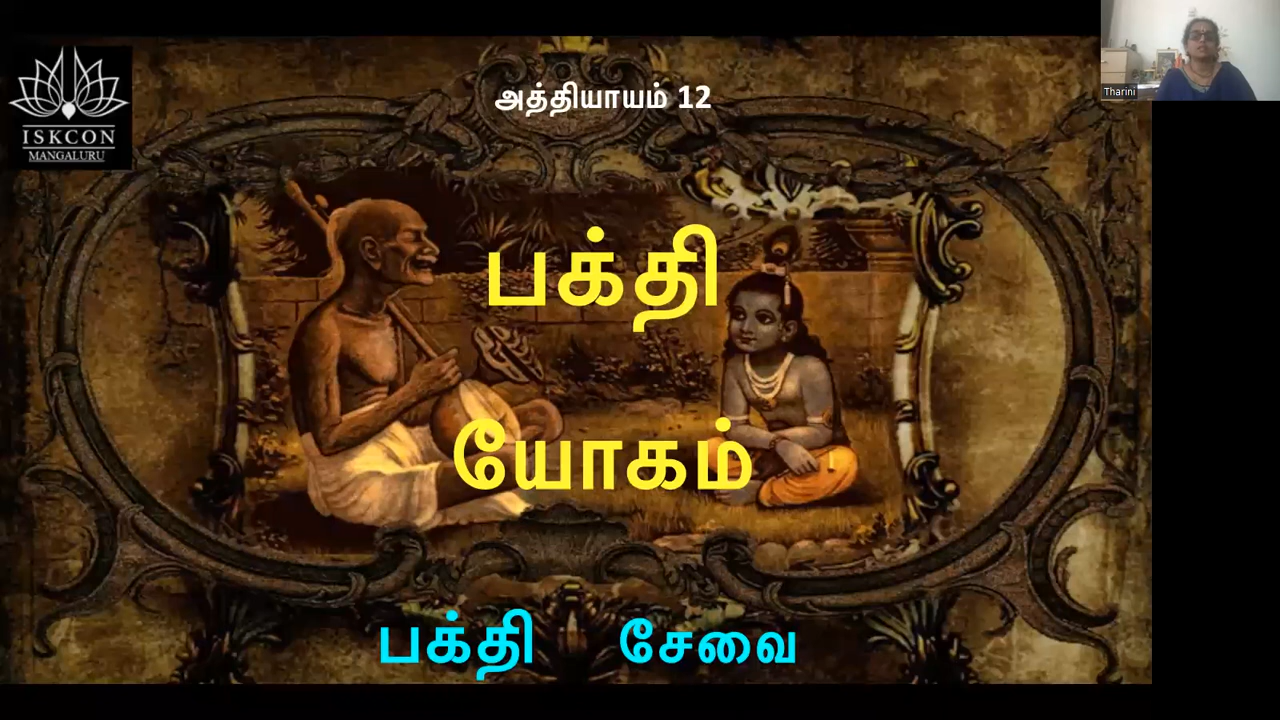 ISKCON
MANGALURU
அத்தியாயம் 12
பக்தி
யோகம்
பக்தி சேவை
Tharini